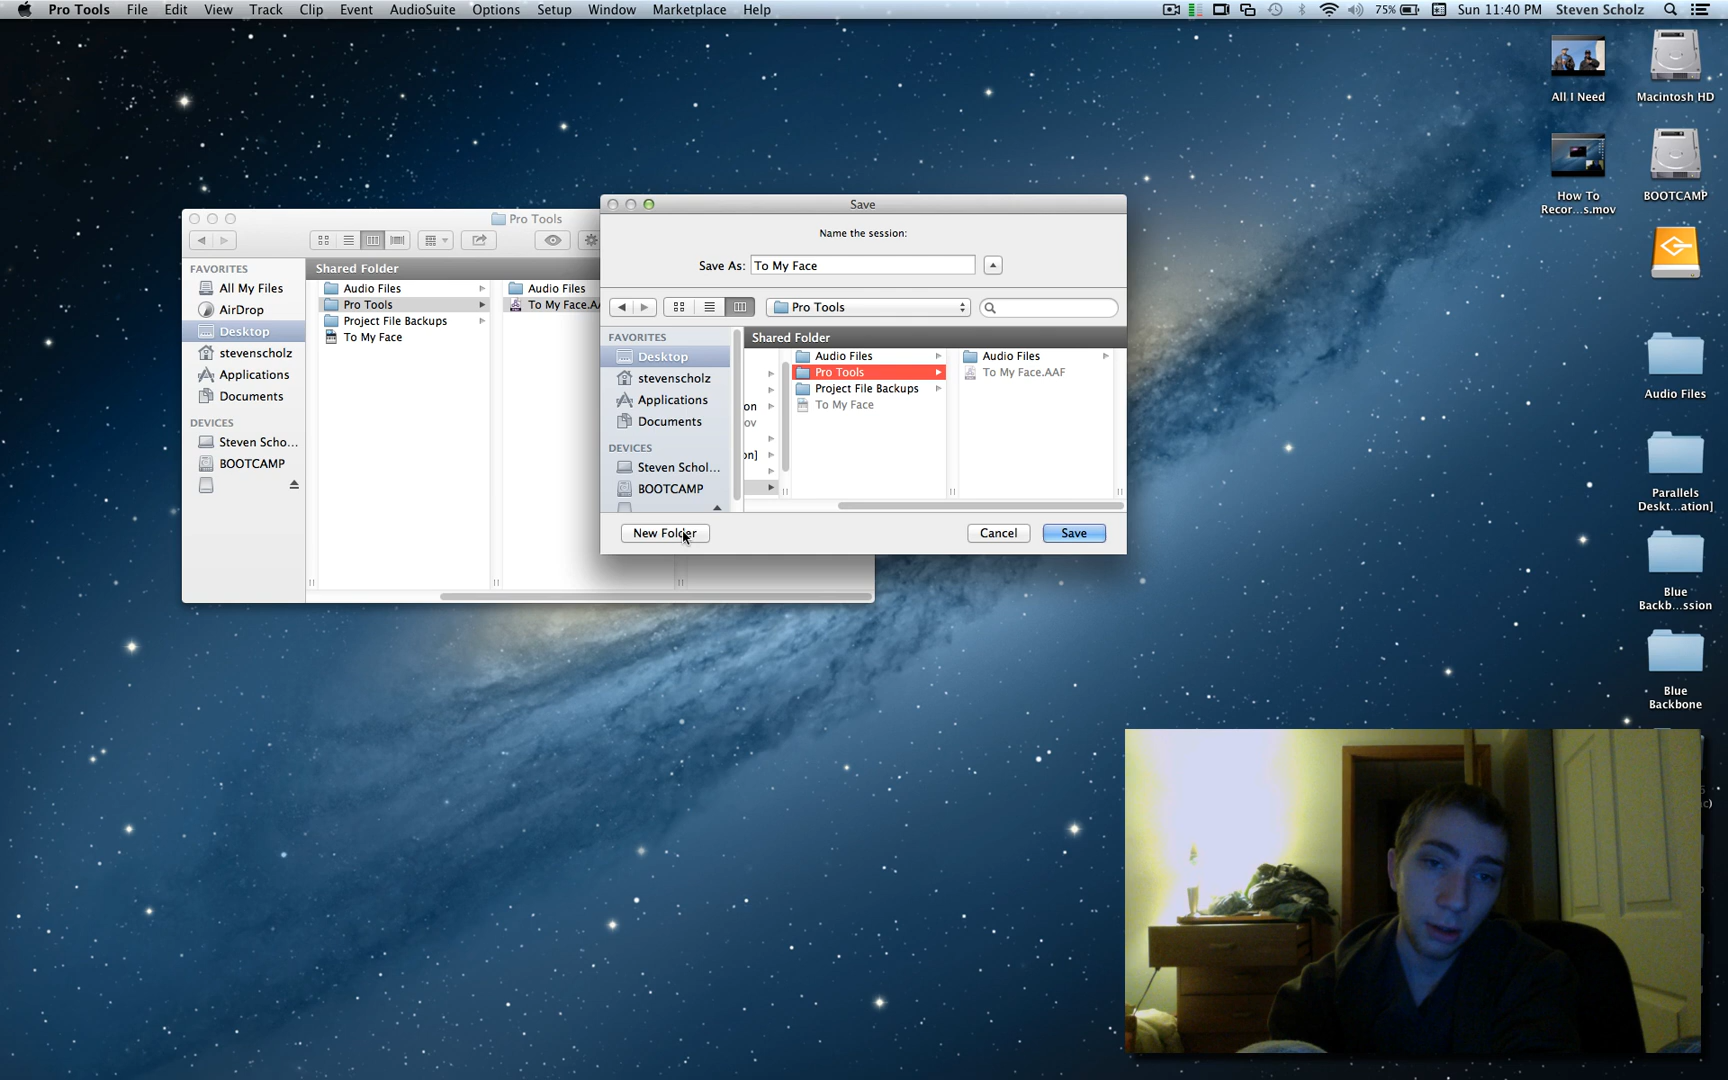 Pro Tools File Edit View Track Clip Event AudioSuite Options Setup Window Marketplace Help 75% Sun 11:40 PM Steven Scholz
All I Need
Macintosh HD
How To
Recor...s.mov
BOOTCAMP
Audio Files
Parallels
Deskt...ation]
Blue
Backb...ssion
Blue
Backbone
Pro Tools
FAVORITES
All My Files
AirDrop
Desktop
stevenscholz
Applications
Documents
DEVICES
Steven Scho...
BOOTCAMP
Shared Folder
Audio Files
Pro Tools
Project File Backups
To My Face
Audio Files
To My Face.AA
Save
Name the session:
Save As: To My Face
Pro Tools
FAVORITES
Desktop
stevenscholz
Applications
Documents
DEVICES
Steven Schol...
BOOTCAMP
Shared Folder
on
ov
on]
Audio Files
Pro Tools
Project File Backups
To My Face
Audio Files
To My Face.AAF
New Folder Cancel Save